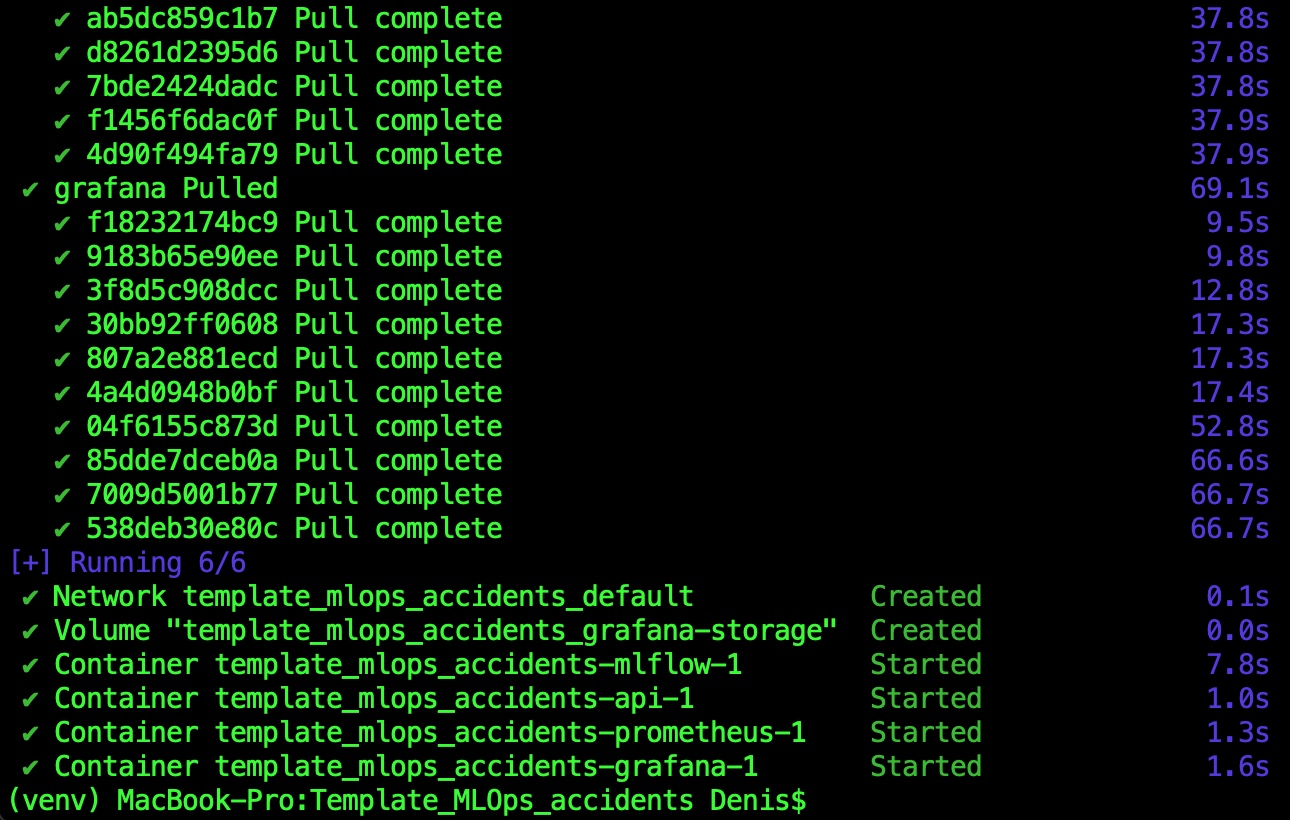 ✔ ab5dc859c1b7 Pull complete 37.8s
✔ d8261d2395d6 Pull complete 37.8s
✔ 7bde2424dadc Pull complete 37.8s
✔ f1456f6dac0f Pull complete 37.9s
✔ 4d90f494fa79 Pull complete 37.9s
✔ grafana Pulled 69.1s
✔ f18232174bc9 Pull complete 9.5s
✔ 9183b65e90ee Pull complete 9.8s
✔ 3f8d5c908dcc Pull complete 12.8s
✔ 30bb92ff0608 Pull complete 17.3s
✔ 807a2e881ecd Pull complete 17.3s
✔ 4a4d0948b0bf Pull complete 17.4s
✔ 04f6155c873d Pull complete 52.8s
✔ 85dde7dceb0a Pull complete 66.6s
✔ 7009d5001b77 Pull complete 66.7s
✔ 538deb30e80c Pull complete 66.7s
[+] Running 6/6
✔ Network template_mlops_accidents_default Created 0.1s
✔ Volume "template_mlops_accidents_grafana-storage" Created 0.0s
✔ Container template_mlops_accidents-mlflow-1 Started 7.8s
✔ Container template_mlops_accidents-api-1 Started 1.0s
✔ Container template_mlops_accidents-prometheus-1 Started 1.3s
✔ Container template_mlops_accidents-grafana-1 Started 1.6s
(venv) MacBook-Pro:Template_MLOps_accidents Denis$